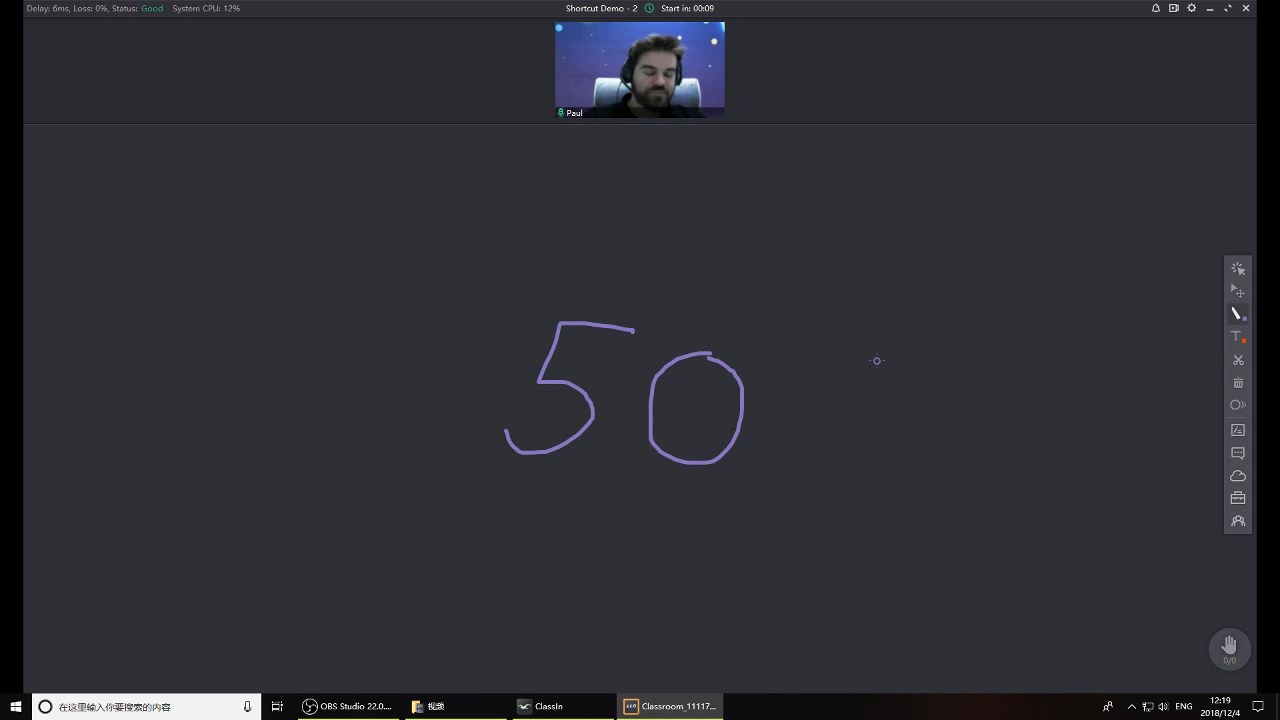 Delay: 6ms, Loss: 0%, Status: Good System CPU: 12% Shortcut Demo - 2 Start in: 00:09
Paul
50
T
0/0
在这里输入你要搜索的内容 OBS Studio 22.0.... 视频 ClassIn Classroom_11117... ENG 12:19
2018/12/4